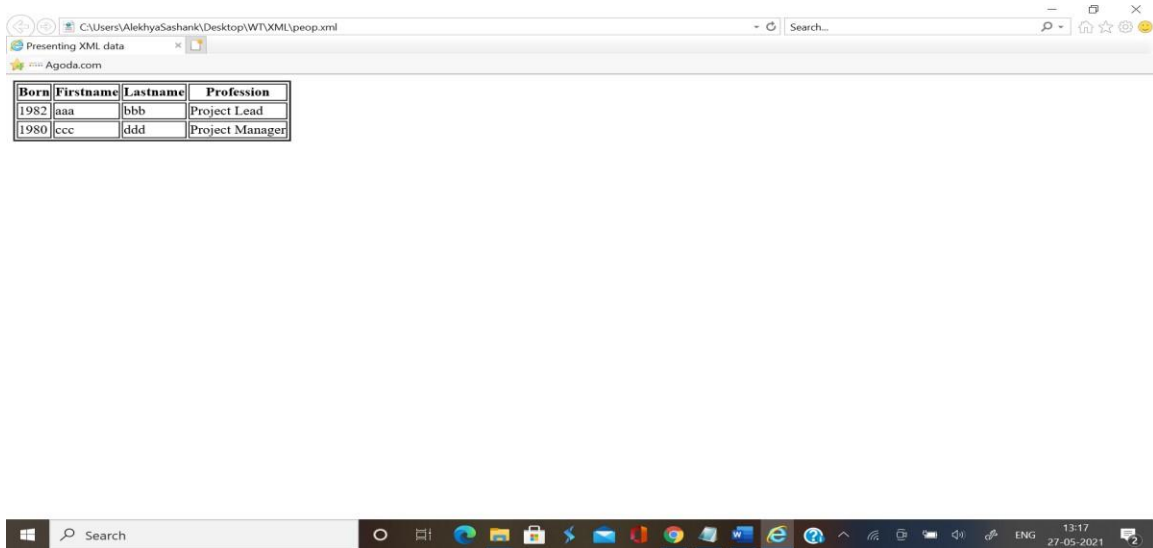 C:\Users\AlekhyaSashank\Desktop\WT\XML\peop.xml
Search...
Presenting XML data
Agoda.com
Born Firstname Lastname Profession
1982 aaa bbb Project Lead
1980 ccc ddd Project Manager
Search
ENG
13:17
27-05-2021
2